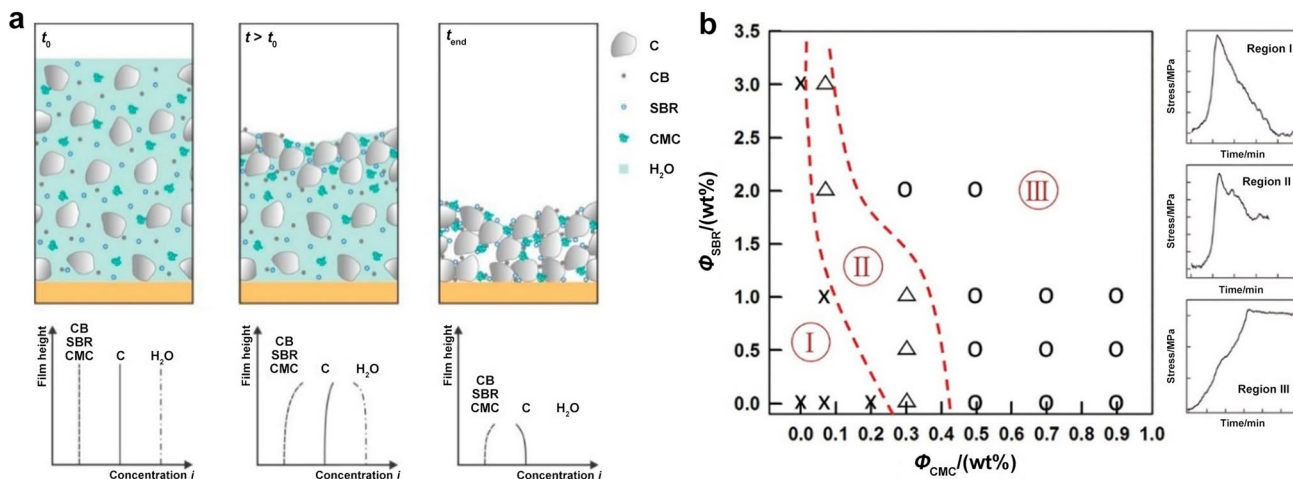 a
t0
t > t0
tend
C
CB
SBR
CMC
H2O
Film height
CB
SBR
CMC
C
H2O
Concentration i
Film height
CB
SBR
CMC
C
H2O
Concentration i
Film height
CB
SBR
CMC
C
H2O
Concentration i
b
ΦSBR/(wt%)
3.5
3.0
2.5
2.0
1.5
1.0
0.5
0.0
X
O
O
III
II
X
O
O
O
I
O
O
O
X
X
X
O
O
O
0.0
0.1
0.2
0.3
0.4
0.5
0.6
0.7
0.8
0.9
1.0
ΦCMC/(wt%)
Stress/MPa
Region I
Time/min
Stress/MPa
Region II
Time/min
Stress/MPa
Region III
Time/min